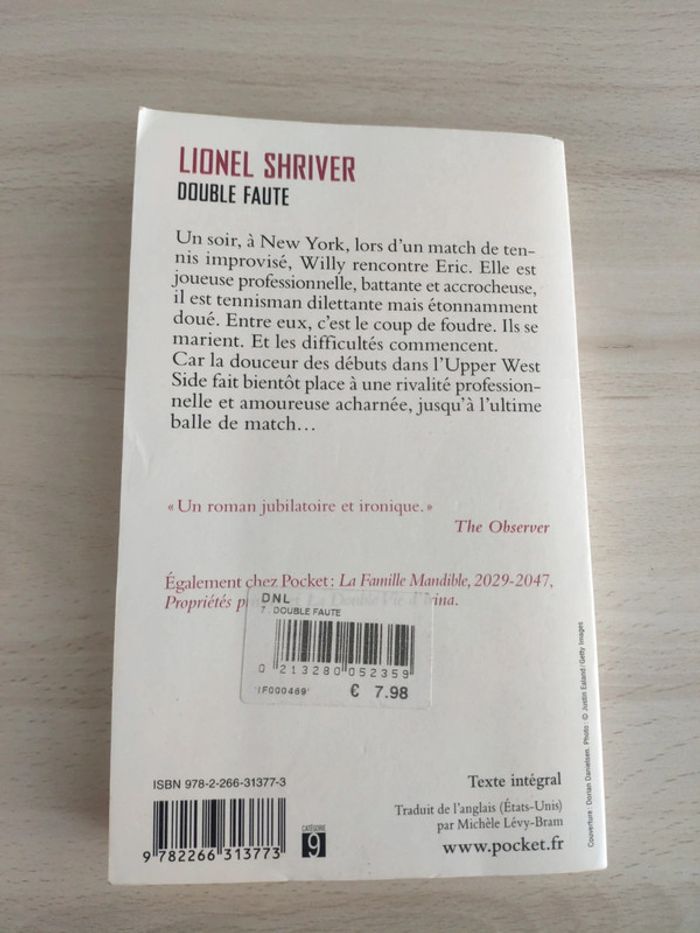 LIONEL SHRIVER
DOUBLE FAUTE
Un soir, à New York, lors d'un match de ten-
nis improvisé, Willy rencontre Eric. Elle est
joueuse professionnelle, battante et accrocheuse,
il est tennisman dilettante mais étonnamment
doué. Entre eux, c'est le coup de foudre. Ils se
marient. Et les difficultés commencent.
Car la douceur des débuts dans l'Upper West
Side fait bientôt place à une rivalité profession-
nelle et amoureuse acharnée, jusqu'à l'ultime
balle de match…
« Un roman jubilatoire et ironique. »
The Observer
Également chez Pocket : La Famille Mandible, 2029-2047,
Propriétés La Double Vie d'Irina.
DNL
7. DOUBLE FAUTE
0 213280 052359
'IF000469' € 7.98
ISBN 978-2-266-31377-3
9 782266 313773
CATÉGORIE
9
Texte intégral
Traduit de l'anglais (États-Unis)
par Michèle Lévy-Bram
www.pocket.fr
Couverture : Dorian Danielsen. Photo : © Justin Ealand / Getty Images